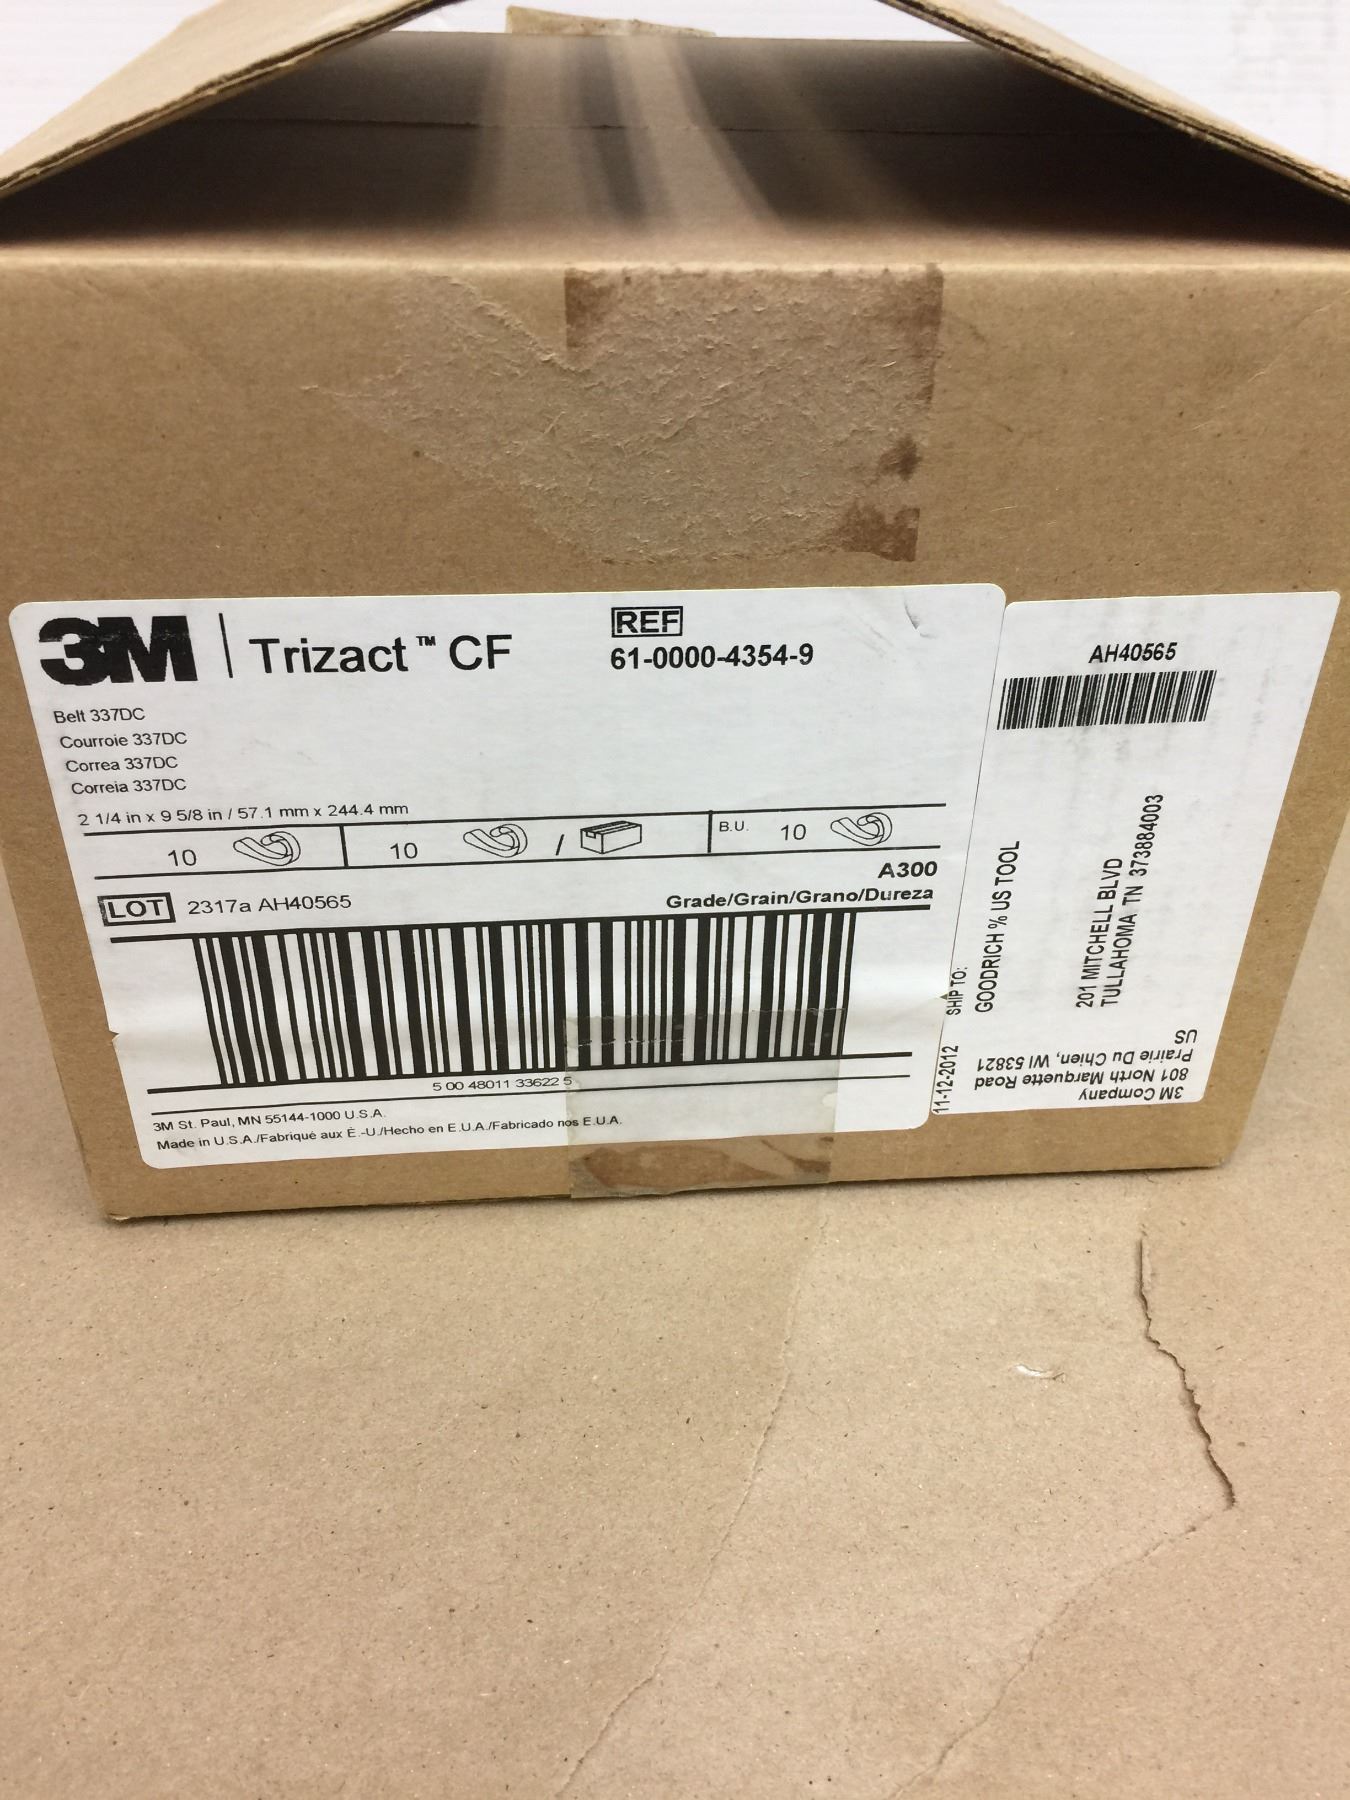 3M | Trizact ™ CF
REF
61-0000-4354-9
Belt 337DC
Courroie 337DC
Correa 337DC
Correia 337DC
2 1/4 in x 9 5/8 in / 57.1 mm x 244.4 mm
10 10 / B.U. 10
A300
LOT 2317a AH40565 Grade/Grain/Grano/Dureza
5 00 48011 33622 5
3M St. Paul, MN 55144-1000 U.S.A.
Made in U.S.A./Fabriqué aux É.-U./Hecho en E.U.A./Fabricado nos E.U.A.
AH40565
11-12-2012 SHIP TO:
GOODRICH % US TOOL
201 MITCHELL BLVD
TULLAHOMA TN 373884003
3M Company
801 North Marquette Road
Prairie Du Chien, WI 53821
US